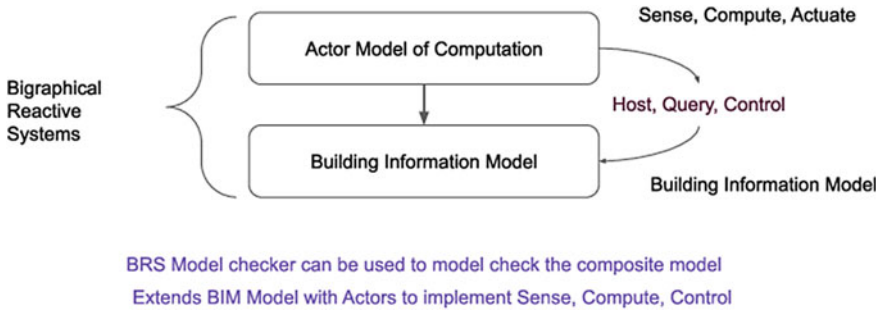 Sense, Compute, Actuate
Actor Model of Computation
Bigraphical
Reactive
Systems
Host, Query, Control
Building Information Model
Building Information Model
BRS Model checker can be used to model check the composite model
Extends BIM Model with Actors to implement Sense, Compute, Control